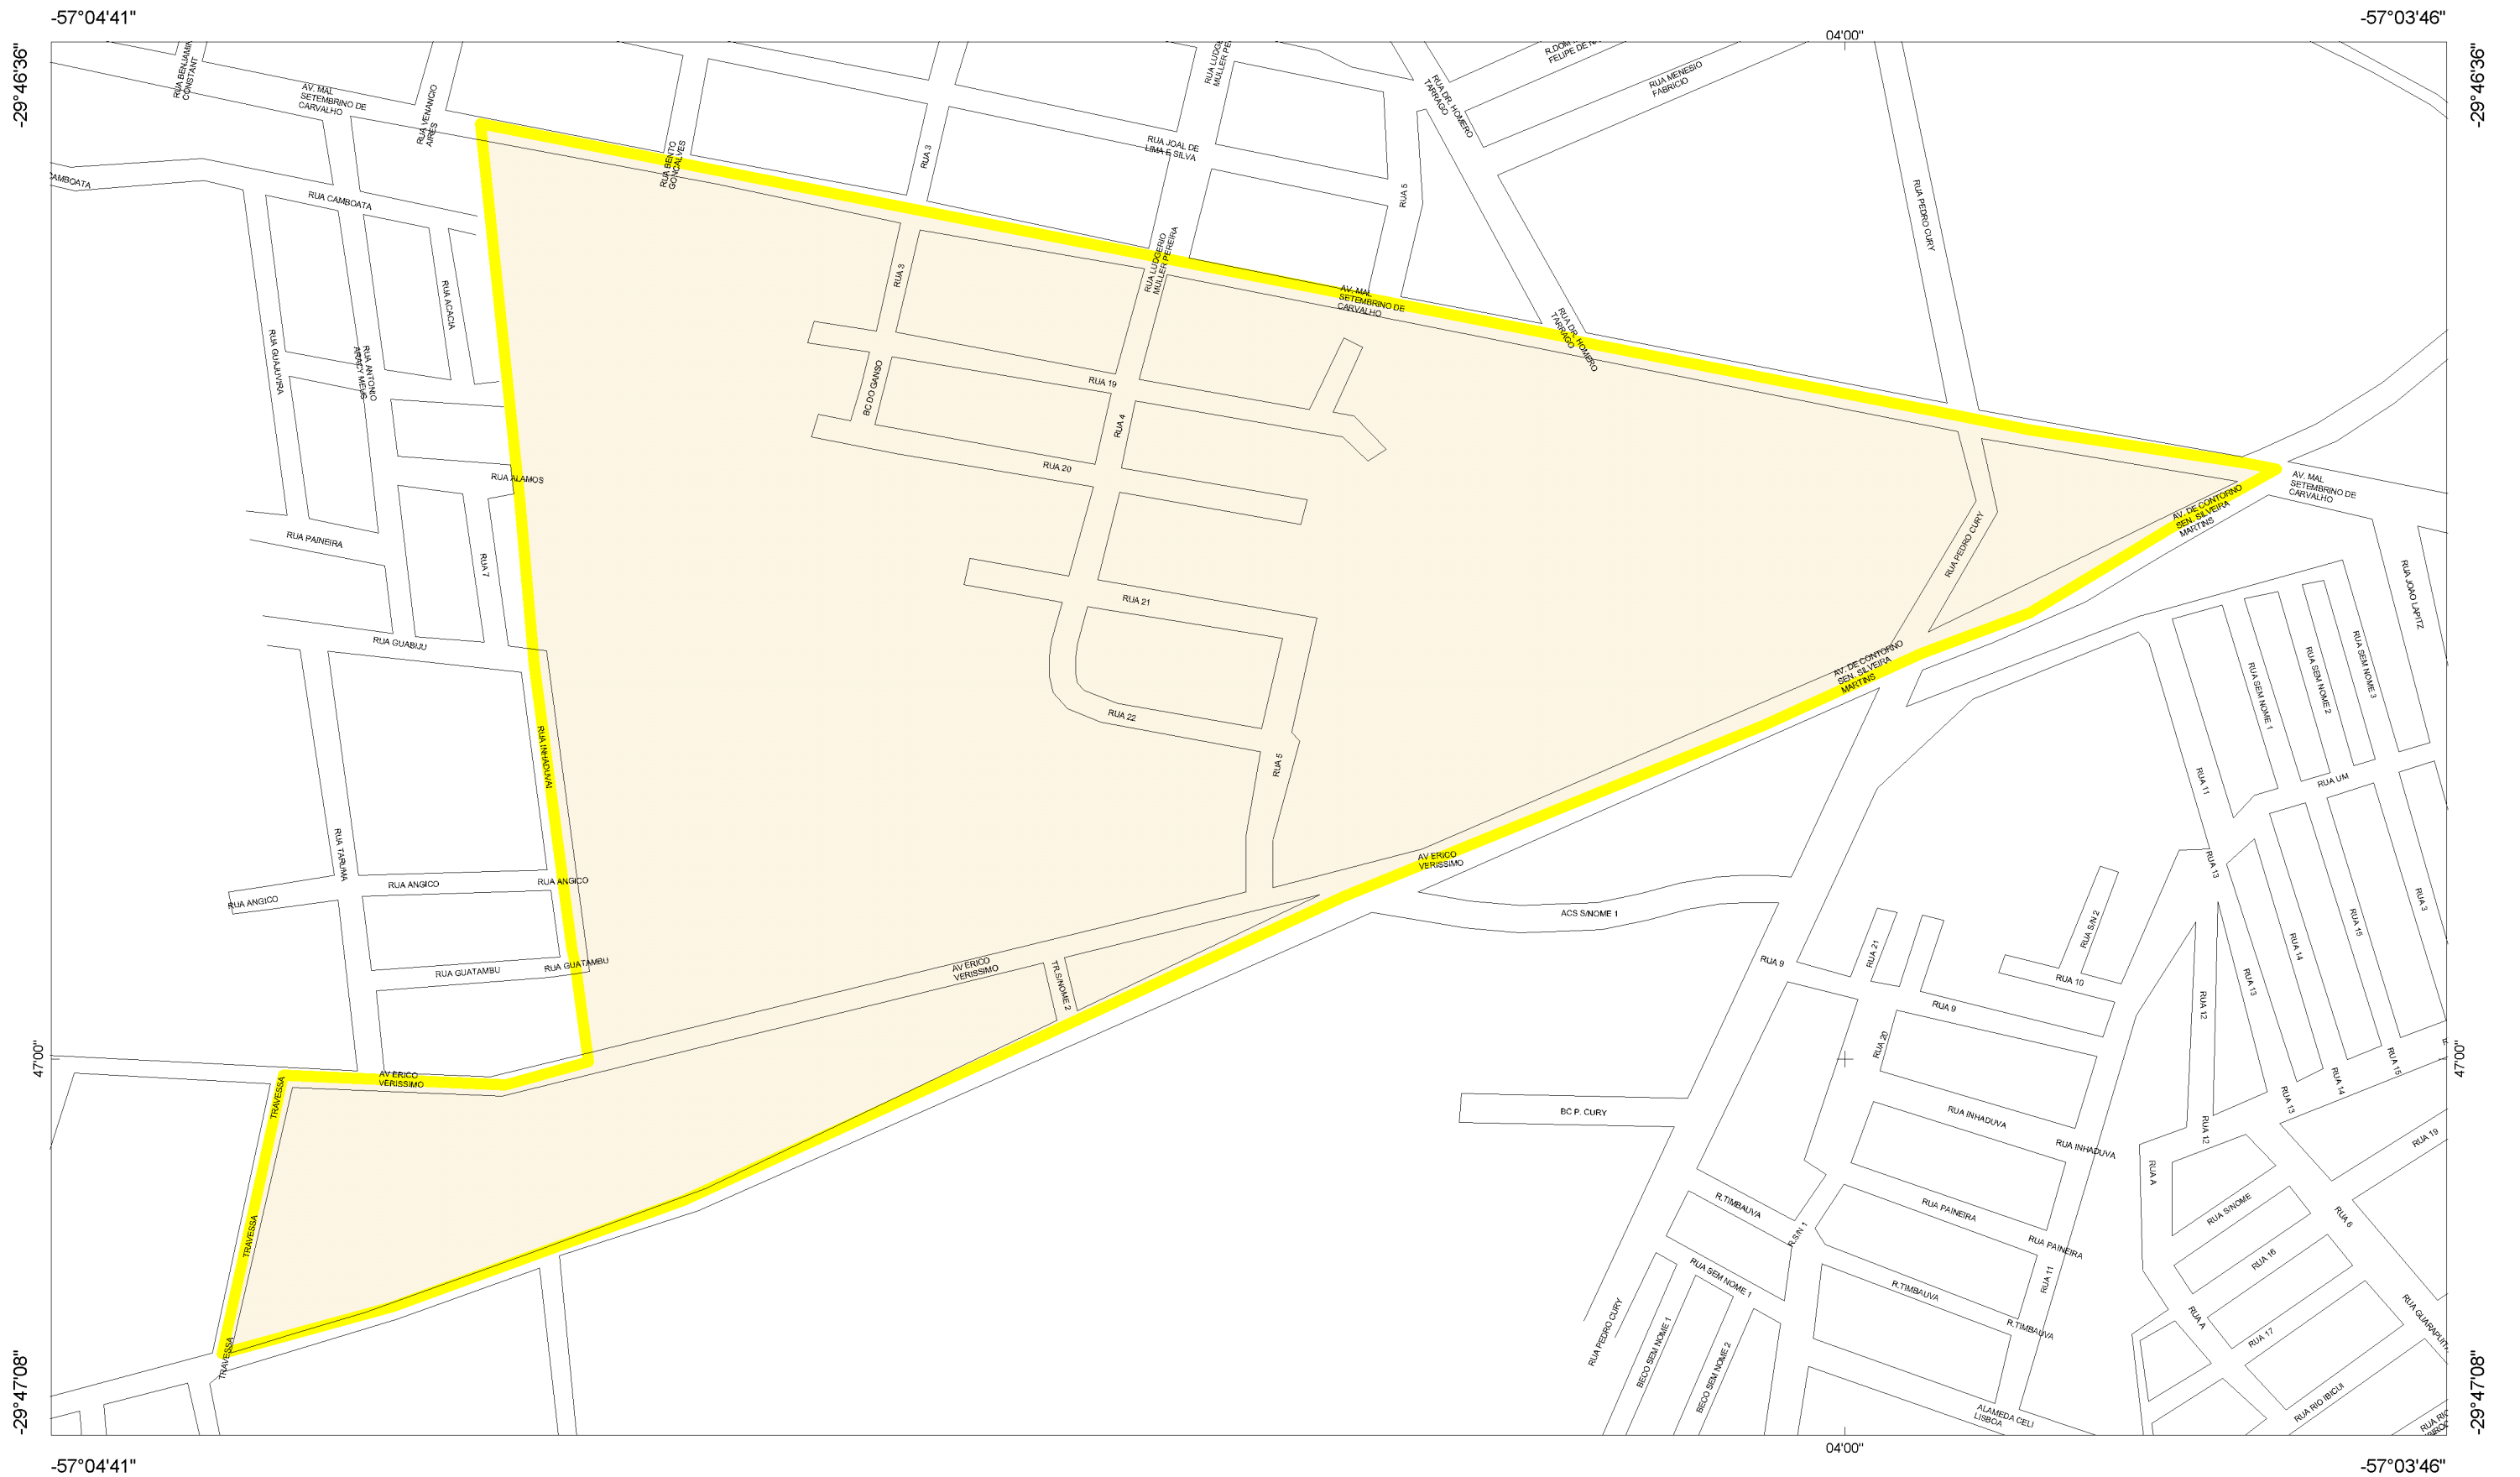 -57°04'41"
-57°03'46"
04'00"
-29°46'36"
-29°46'36"
RUA BENJAMIN
CONSTANT
AV. MAL
SETEMBRINO DE
CARVALHO
RUA VENANCIO
AIRES
RUA BENTO
GONCALVES
RUA 3
RUA JOAL DE
LIMA E SILVA
RUA 5
RUA DR. HOMERO
TARRAGO
RUA MENESIO
FABRICIO
RUA PEDRO CURY
CAMBOATA
RUA CAMBOATA
RUA ACACIA
RUA GUAJUVIRA
RUA ANTONIO
ARACY MEUS
RUA 3
RUA LUDGERIO
MULLER PEREIRA
AV. MAL
SETEMBRINO DE
CARVALHO
RUA DR. HOMERO
TARRAGO
RUA 19
BC DO GANSO
RUA 4
RUA 20
RUA ALAMOS
RUA PAINEIRA
RUA 7
RUA GUABIJU
RUA 21
RUA 22
RUA 5
RUA PEDRO CURY
AV. DE CONTORNO
SEN. SILVEIRA
MARTINS
AV. MAL
SETEMBRINO DE
CARVALHO
AV. DE CONTORNO
SEN. SILVEIRA
MARTINS
RUA JOAO LAPITZ
RUA SEM NOME 1
RUA SEM NOME 2
RUA SEM NOME 3
RUA UM
RUA 11
RUA 13
RUA INHADUVAI
RUA TARUMA
RUA ANGICO
RUA ANGICO
RUA ANGICO
RUA GUATAMBU
RUA GUATAMBU
AV ERICO
VERISSIMO
AV ERICO
VERISSIMO
TR.S/NOME 2
ACS S/NOME 1
RUA 9
RUA 21
RUA S/N 2
RUA 10
RUA 9
RUA 20
RUA 12
RUA 13
RUA 14
RUA 15
RUA 3
47'00"
47'00"
AV ERICO
VERISSIMO
TRAVESSA
TRAVESSA
TRAVESSA
BC P. CURY
RUA INHADUVA
RUA INHADUVA
RUA 12
RUA 13
RUA 14
RUA 15
RUA 19
RUA A
RUA S/NOME
RUA 6
RUA 16
RUA 17
RUA A
R.TIMBAUVA
R.S/N 1
RUA PAINEIRA
RUA PAINEIRA
RUA SEM NOME 1
R.TIMBAUVA
R.TIMBAUVA
RUA 11
RUA PEDRO CURY
BECO SEM NOME 1
BECO SEM NOME 2
ALAMEDA CELI
LISBOA
RUA RIO IBICUI
-29°47'08"
-29°47'08"
-57°04'41"
04'00"
-57°03'46"